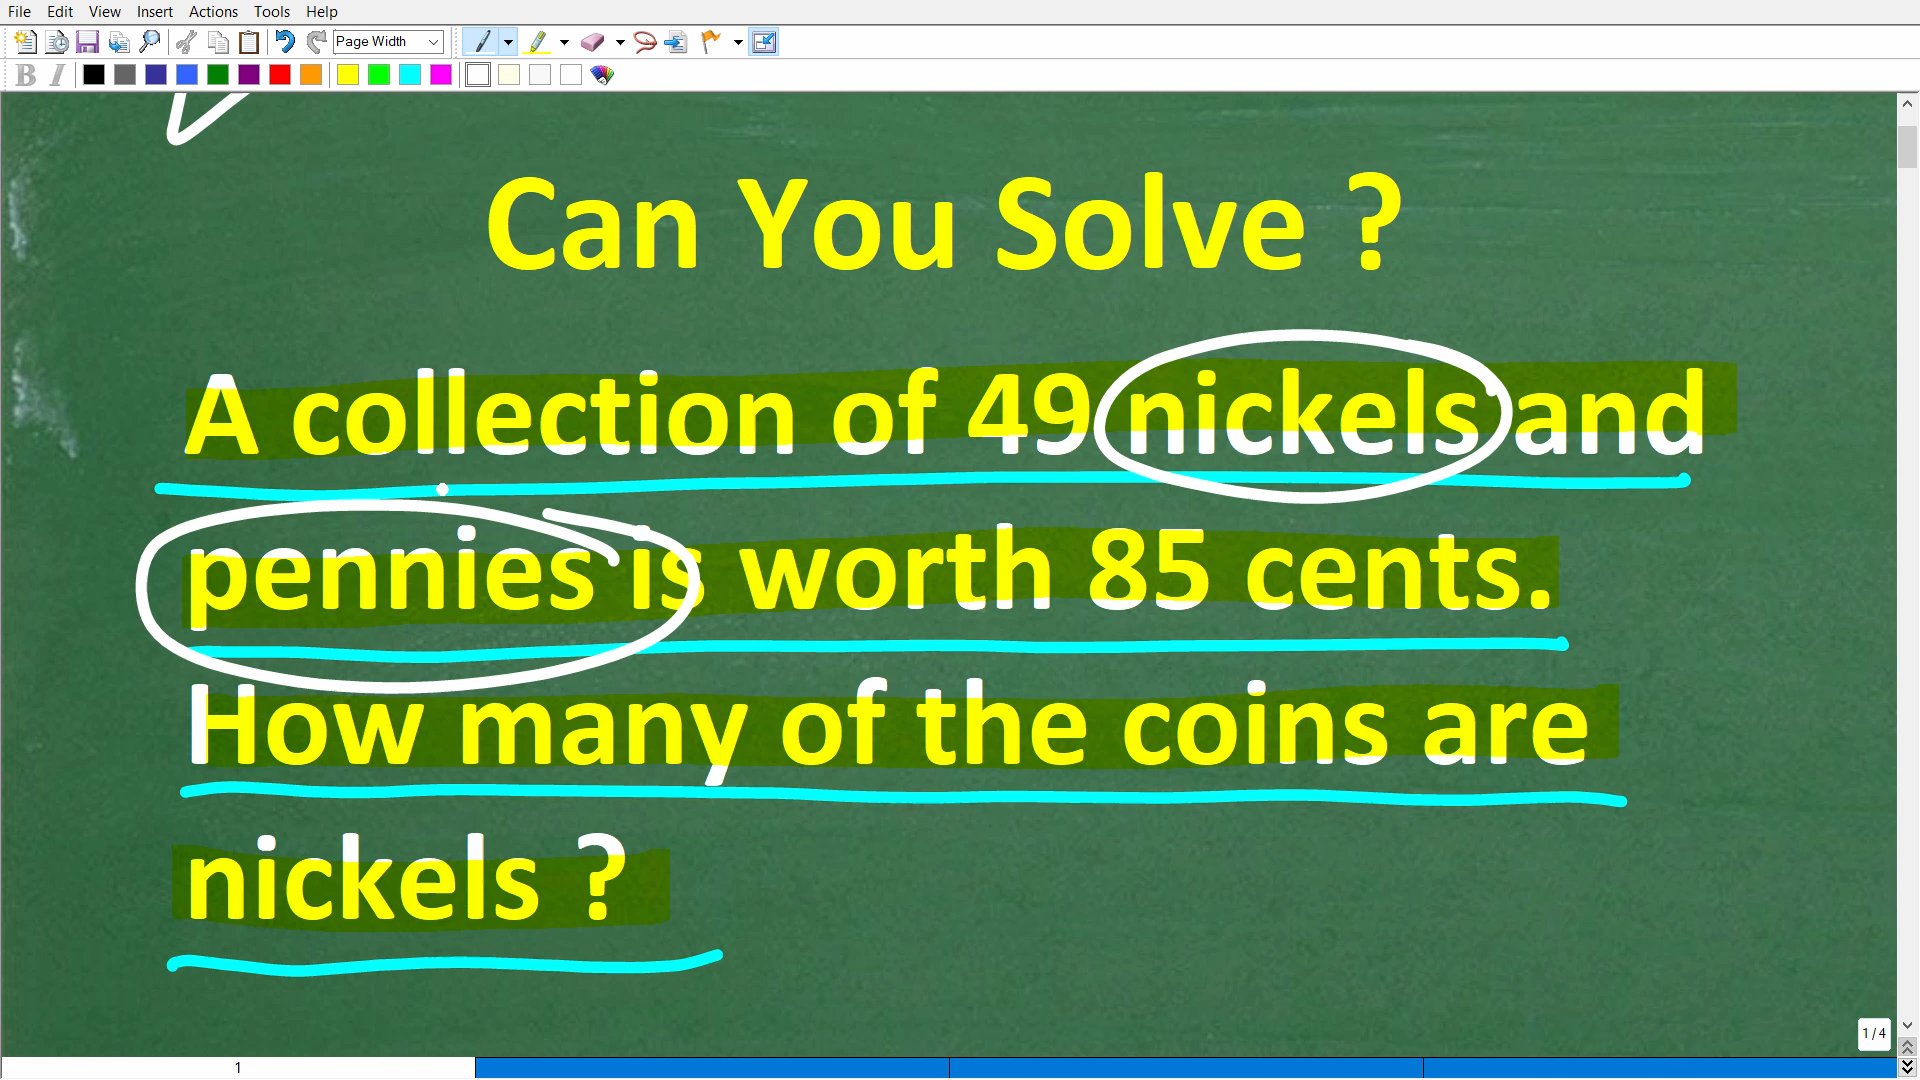 File Edit View Insert Actions Tools Help
Page Width
B I
Can You Solve ?
A collection of 49 nickels and
pennies is worth 85 cents.
How many of the coins are
nickels ?
1 / 4
1